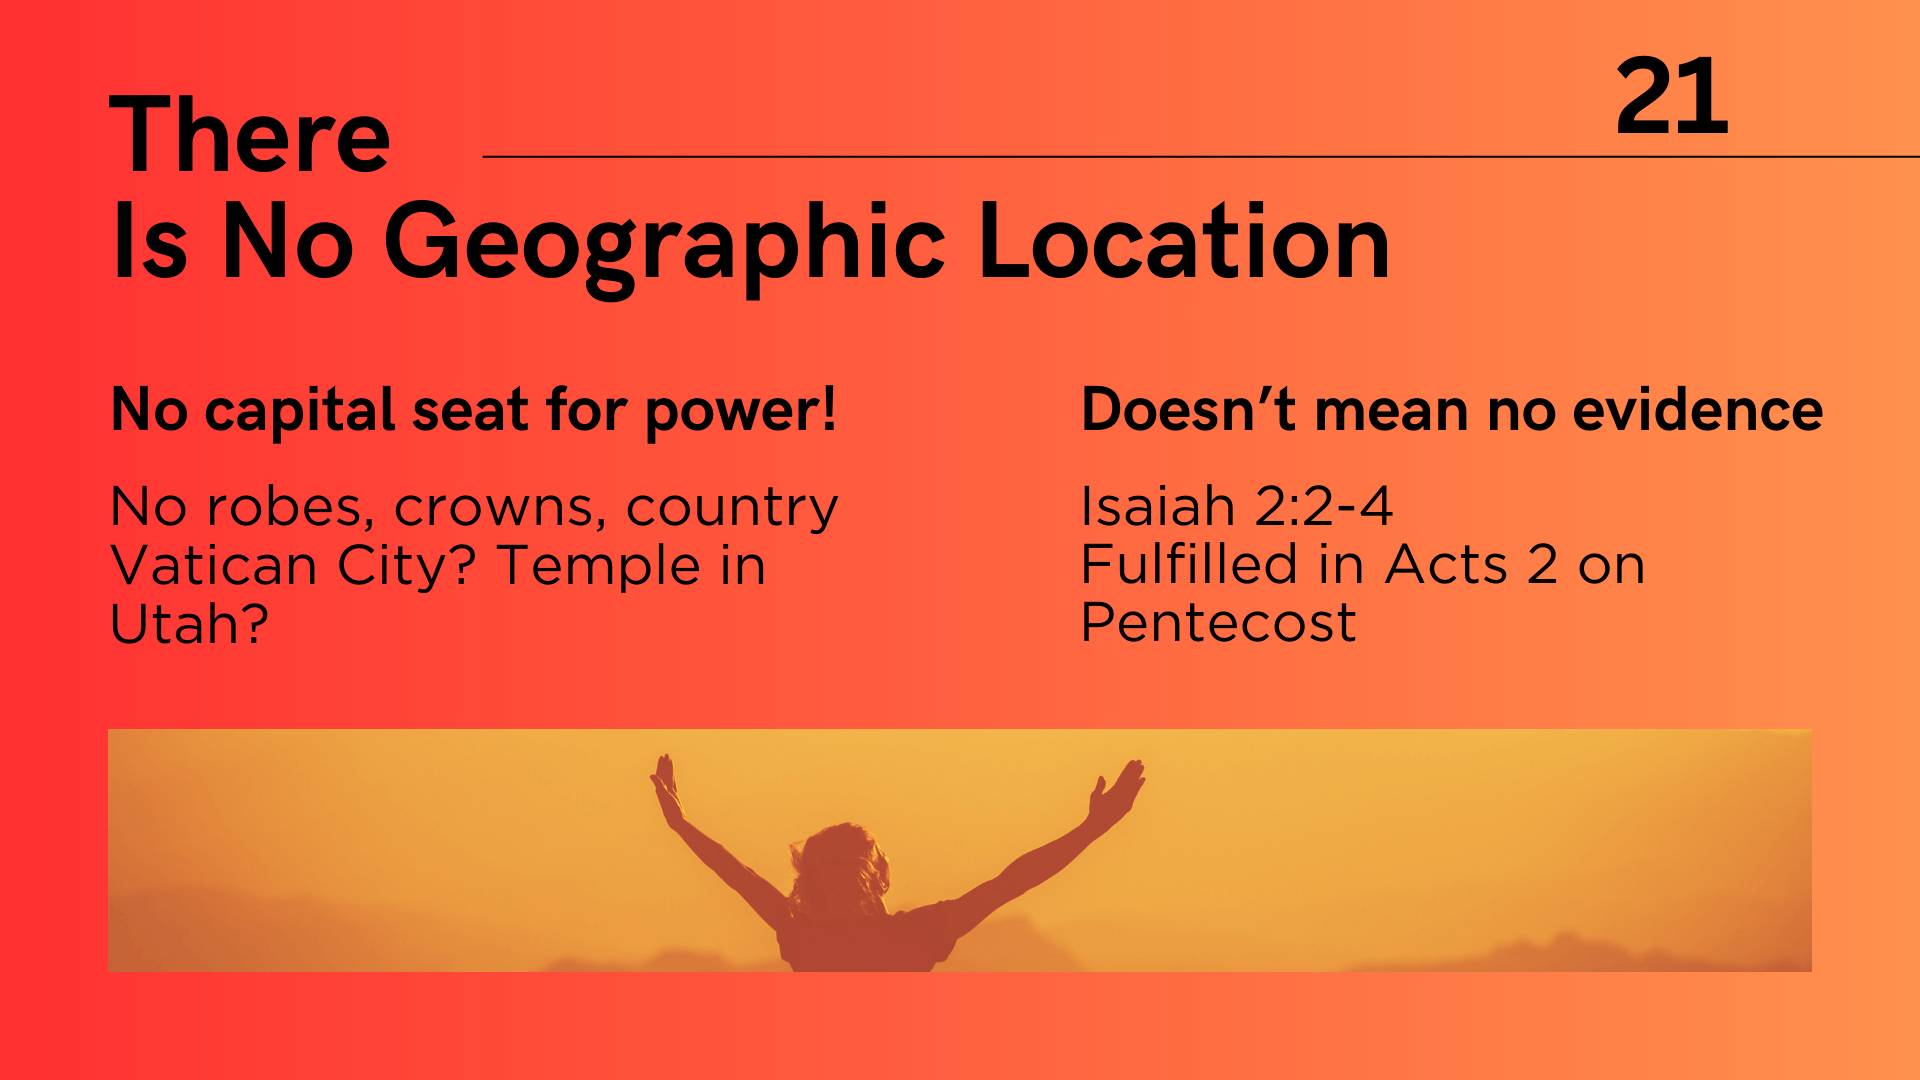 21
There
Is No Geographic Location
No capital seat for power!
No robes, crowns, country
Vatican City? Temple in
Utah?
Doesn’t mean no evidence
Isaiah 2:2-4
Fulfilled in Acts 2 on
Pentecost